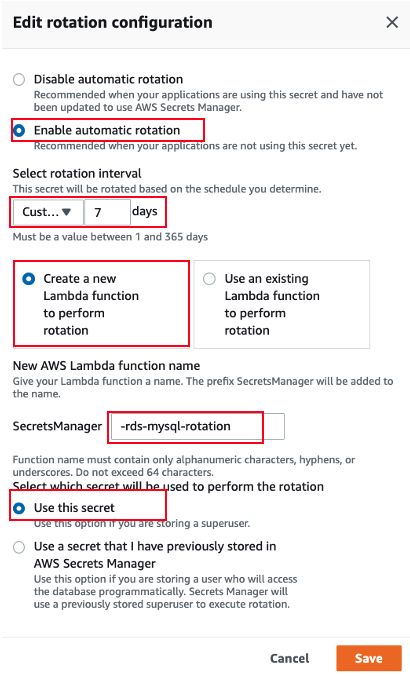 Edit rotation configuration
Disable automatic rotation
Recommended when your applications are using this secret and have not
been updated to use AWS Secrets Manager.
Enable automatic rotation
Recommended when your applications are not using this secret yet.
Select rotation interval
This secret will be rotated based on the schedule you determine.
Cust... 7 days
Must be a value between 1 and 365 days
Create a new
Lambda function
to perform
rotation
Use an existing
Lambda function to
perform
rotation
New AWS Lambda function name
Give your Lambda function a name. The prefix SecretsManager will be added to
the name.
SecretsManager -rds-mysql-rotation
Function name must contain only alphanumeric characters, hyphens, or
underscores. Do not exceed 64 characters.
Select which secret will be used to perform the rotation
Use this secret
Use this option if you are storing a superuser.
Use a secret that I have previously stored in
AWS Secrets Manager
Use this option if you are storing a user who will access
the database programmatically. Secrets Manager will
use a previously stored superuser to execute rotation.
Cancel Save